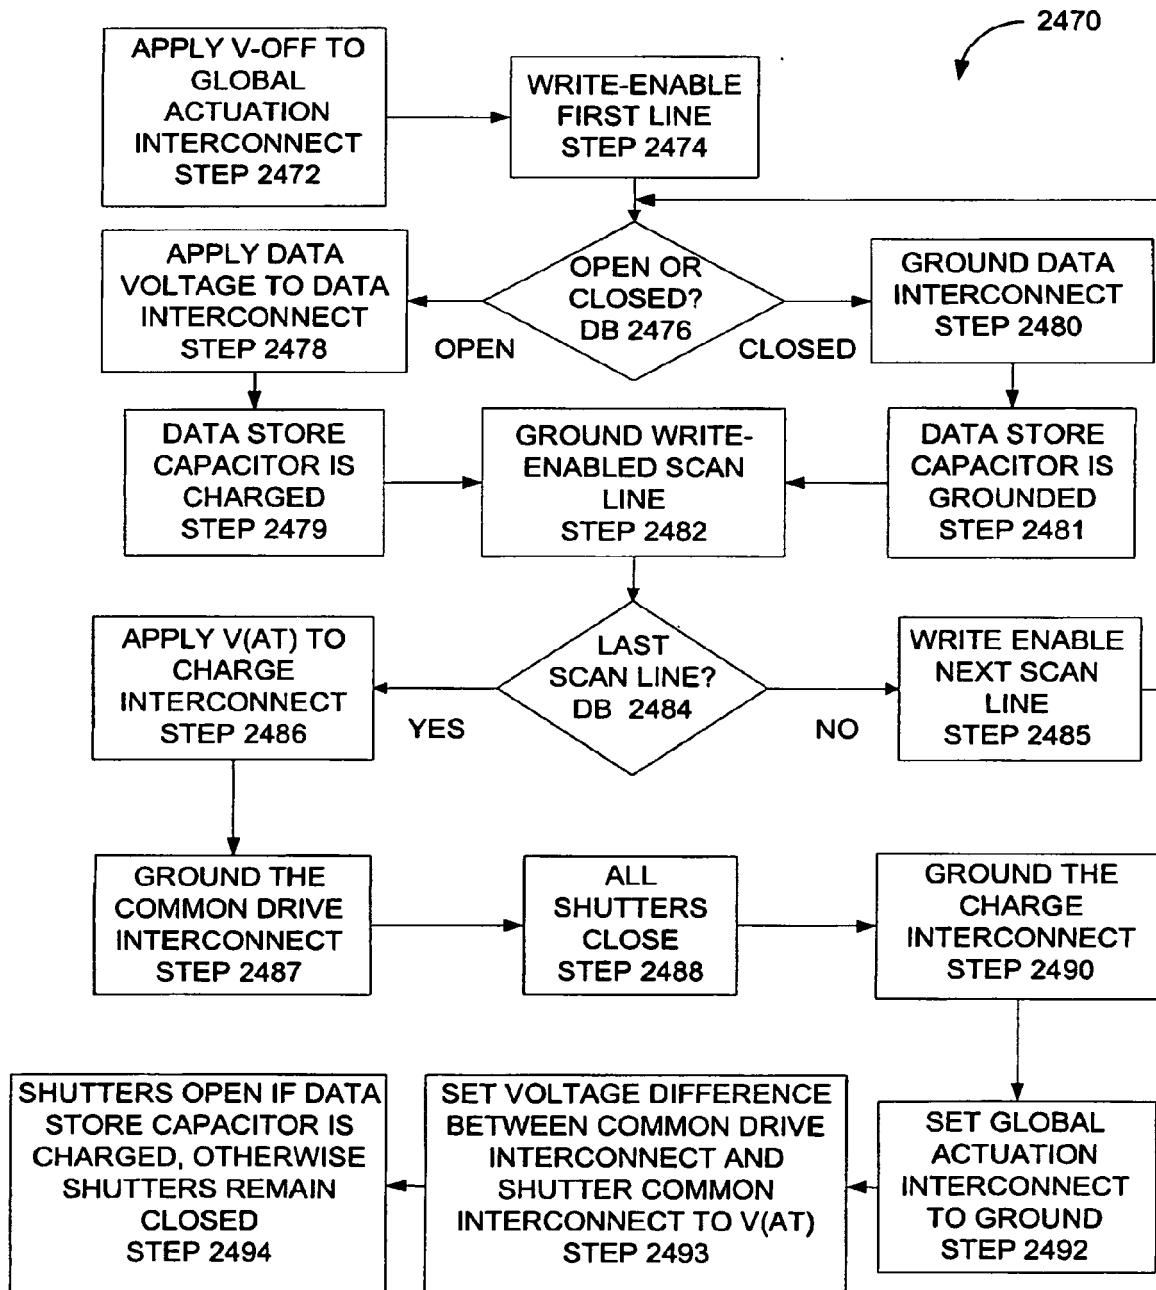 2470
APPLY V-OFF TO
GLOBAL
ACTUATION
INTERCONNECT
STEP 2472
WRITE-ENABLE
FIRST LINE
STEP 2474
APPLY DATA
VOLTAGE TO DATA
INTERCONNECT
STEP 2478
OPEN OR
CLOSED?
DB 2476
OPEN
CLOSED
GROUND DATA
INTERCONNECT
STEP 2480
DATA STORE
CAPACITOR IS
CHARGED
STEP 2479
GROUND WRITE-
ENABLED SCAN
LINE
STEP 2482
DATA STORE
CAPACITOR IS
GROUNDED
STEP 2481
APPLY V(AT) TO
CHARGE
INTERCONNECT
STEP 2486
LAST
SCAN LINE?
DB 2484
YES
NO
WRITE ENABLE
NEXT SCAN
LINE
STEP 2485
GROUND THE
COMMON DRIVE
INTERCONNECT
STEP 2487
ALL
SHUTTERS
CLOSE
STEP 2488
GROUND THE
CHARGE
INTERCONNECT
STEP 2490
SHUTTERS OPEN IF DATA
STORE CAPACITOR IS
CHARGED, OTHERWISE
SHUTTERS REMAIN
CLOSED
STEP 2494
SET VOLTAGE DIFFERENCE
BETWEEN COMMON DRIVE
INTERCONNECT AND
SHUTTER COMMON
INTERCONNECT TO V(AT)
STEP 2493
SET GLOBAL
ACTUATION
INTERCONNECT
TO GROUND
STEP 2492